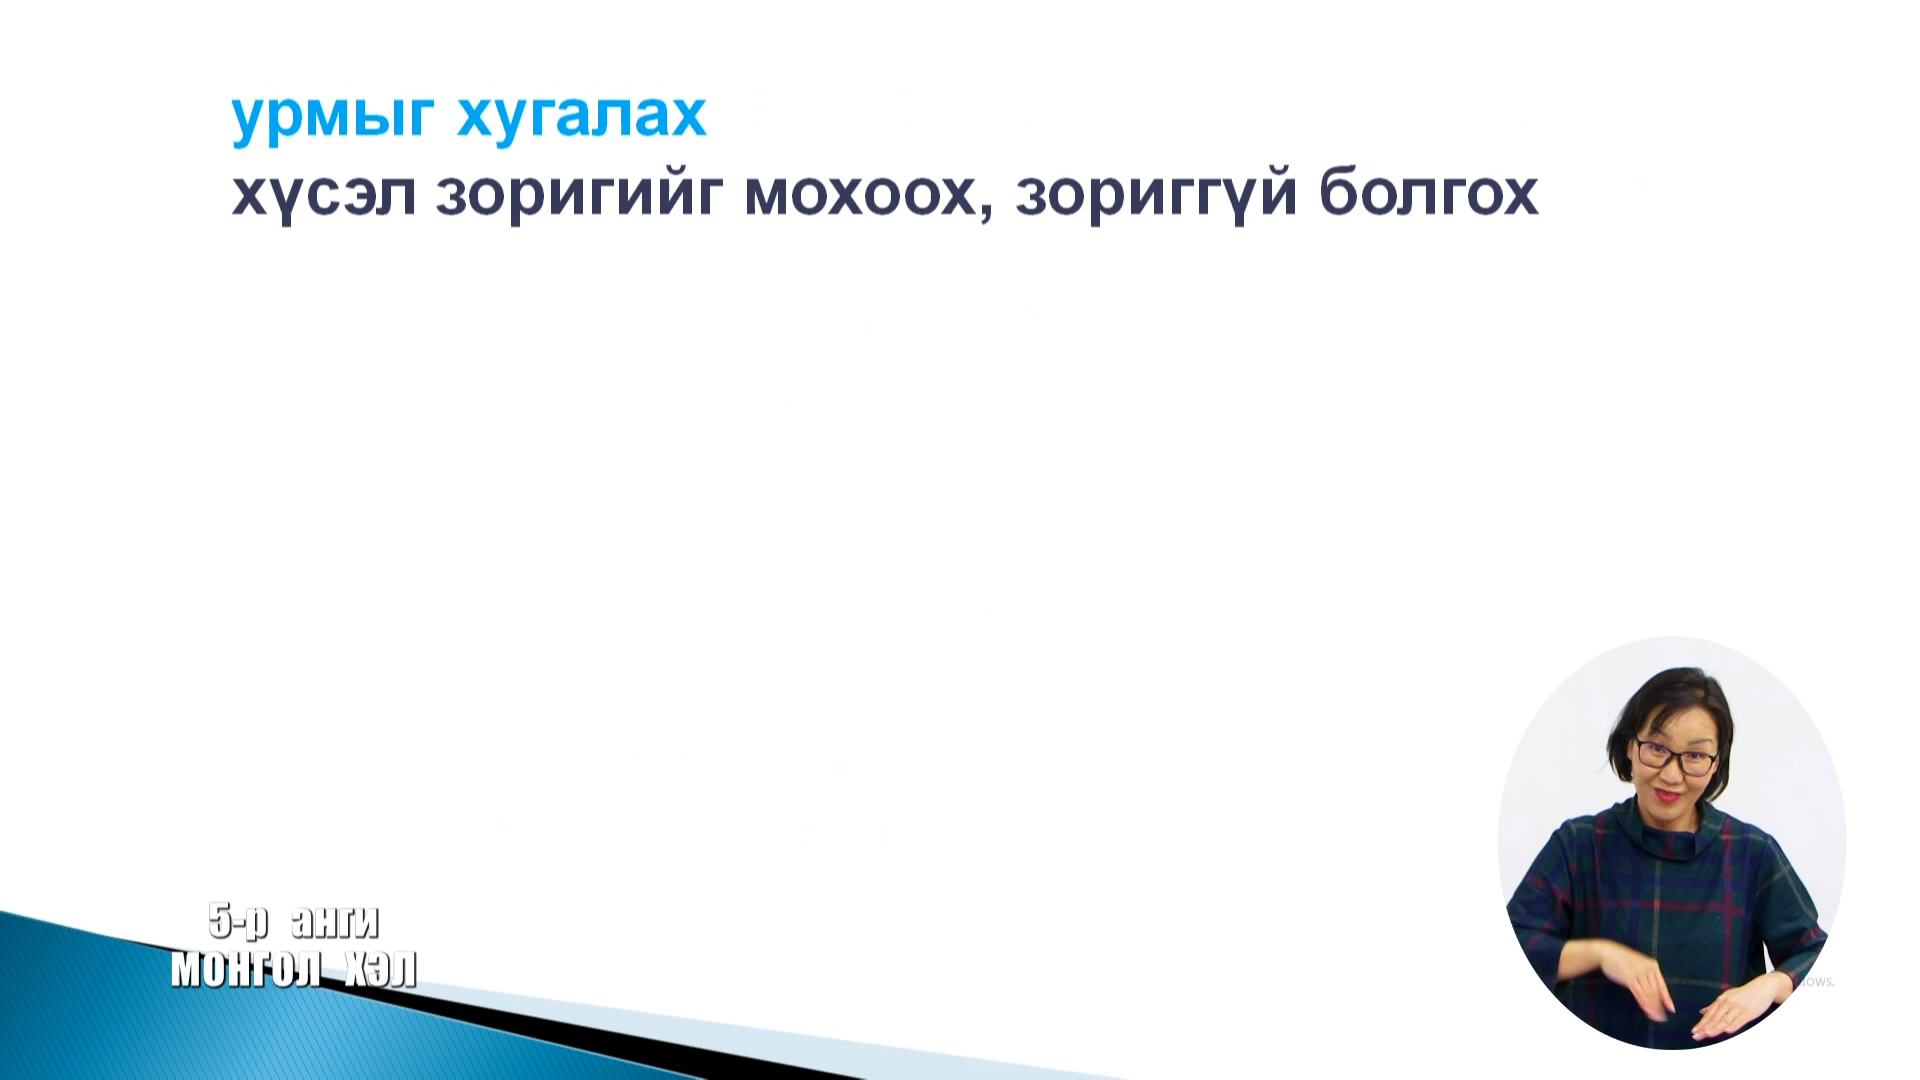 урмыг хугалах
хүсэл зоригийг мохоох, зориггүй болгох
5-р анги
МОНГОЛ ХЭЛ